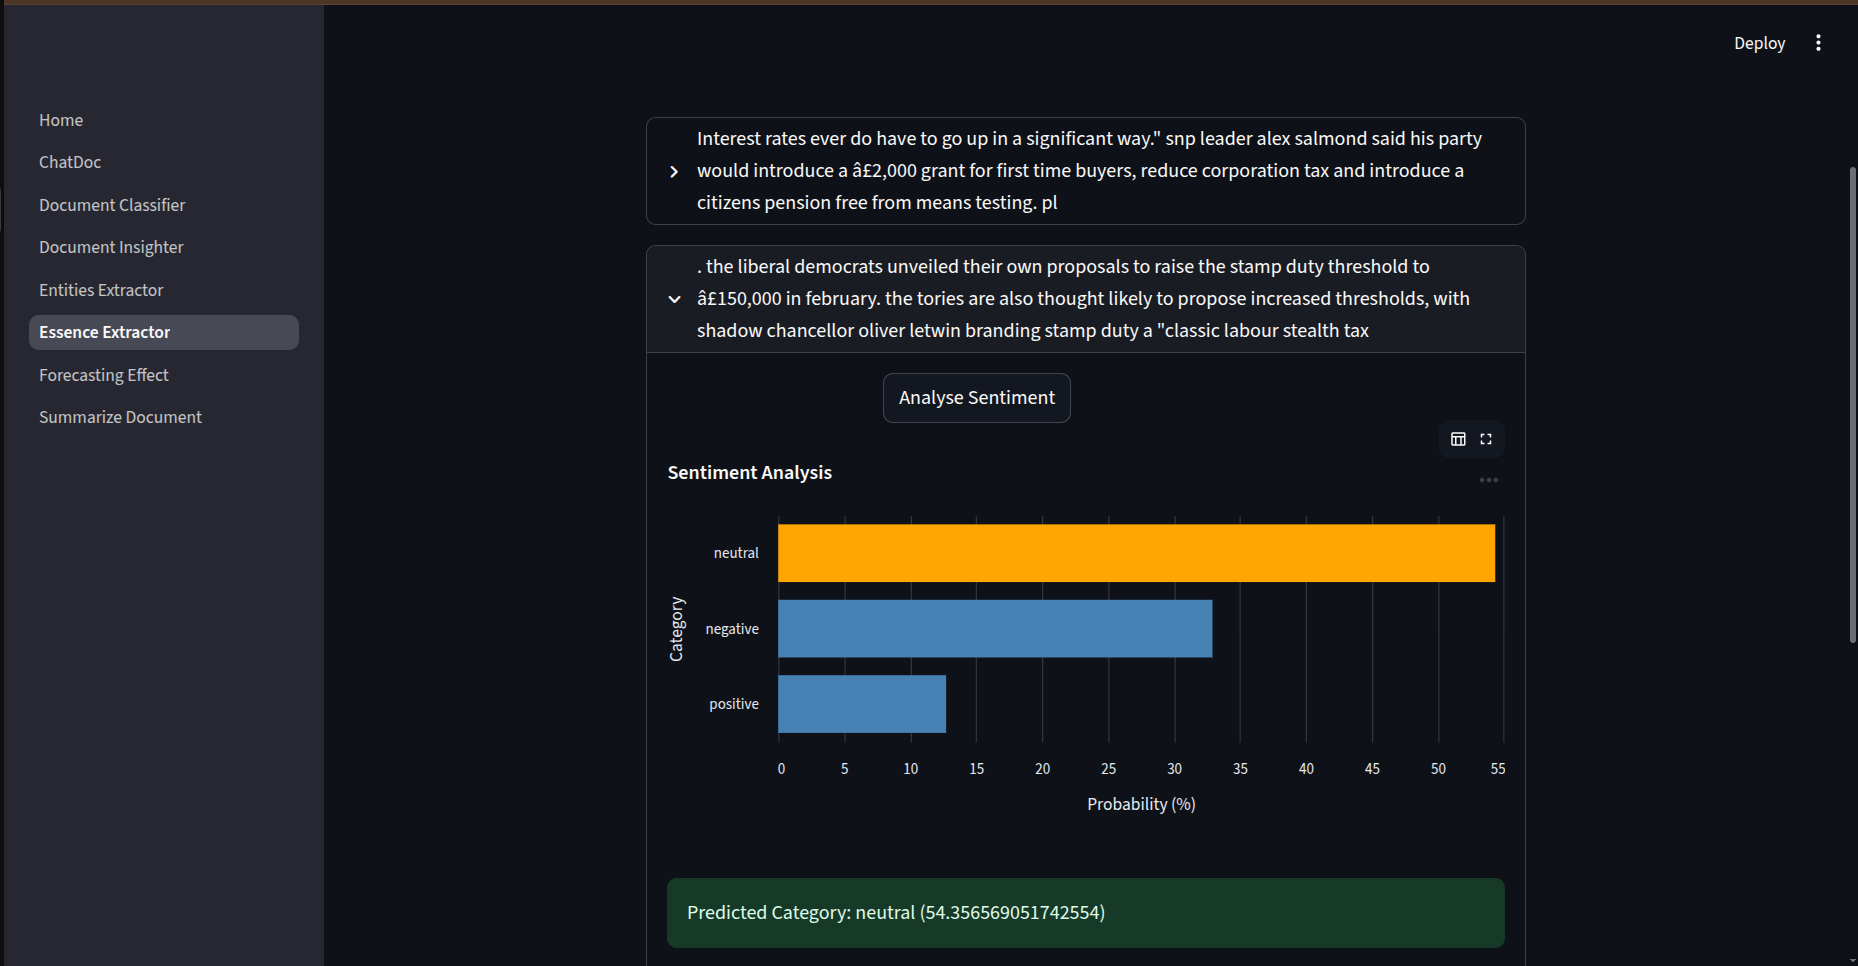 Deploy
Home
ChatDoc
Document Classifier
Document Insighter
Entities Extractor
Essence Extractor
Forecasting Effect
Summarize Document
Interest rates ever do have to go up in a significant way." snp leader alex salmond said his party
would introduce a â£2,000 grant for first time buyers, reduce corporation tax and introduce a
citizens pension free from means testing. pl
. the liberal democrats unveiled their own proposals to raise the stamp duty threshold to
â£150,000 in february. the tories are also thought likely to propose increased thresholds, with
shadow chancellor oliver letwin branding stamp duty a "classic labour stealth tax
Analyse Sentiment
Sentiment Analysis
Category
neutral
negative
positive
0 5 10 15 20 25 30 35 40 45 50 55
Probability (%)
Predicted Category: neutral (54.356569051742554)